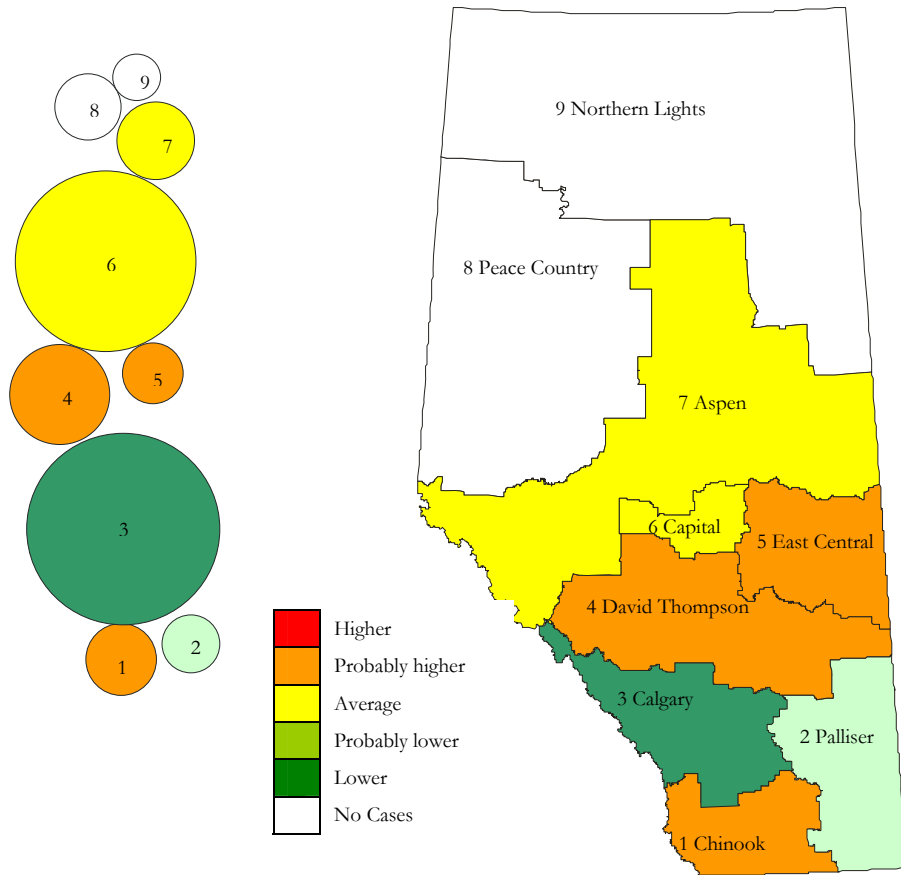 9
8
7
6
5
4
3
2
1
Higher
Probably higher
Average
Probably lower
Lower
No Cases
9 Northern Lights
8 Peace Country
7 Aspen
6 Capital
5 East Central
4 David Thompson
3 Calgary
2 Palliser
1 Chinook